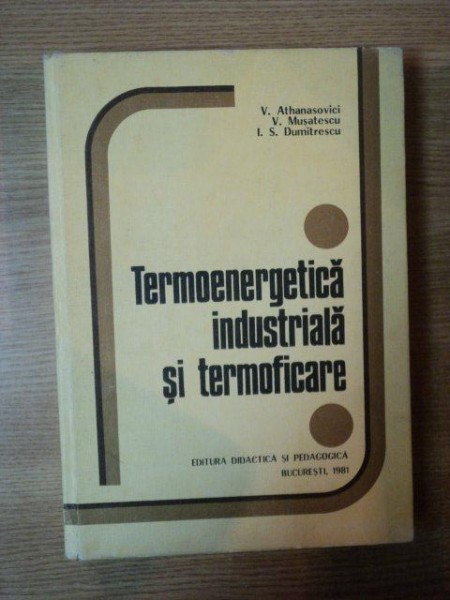 V. Athanasovici
V. Mușatescu
I. S. Dumitrescu
Termoenergetică
industrială
și termoficare
EDITURA DIDACTICĂ ȘI PEDAGOGICĂ
BUCUREȘTI, 1981